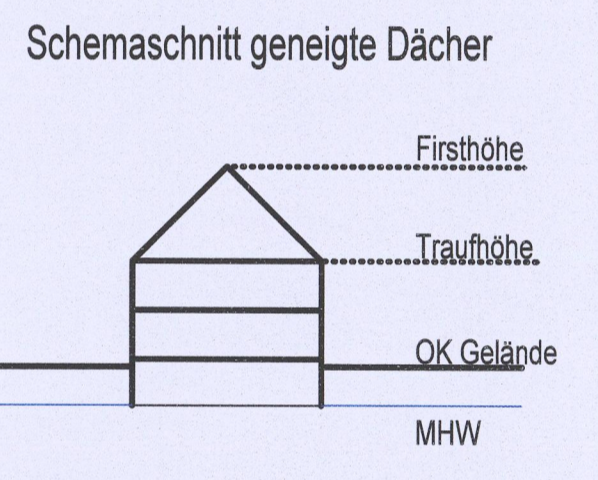 Schemaschnitt geneigte Dächer
Firsthöhe
Traufhöhe
OK Gelände
MHW